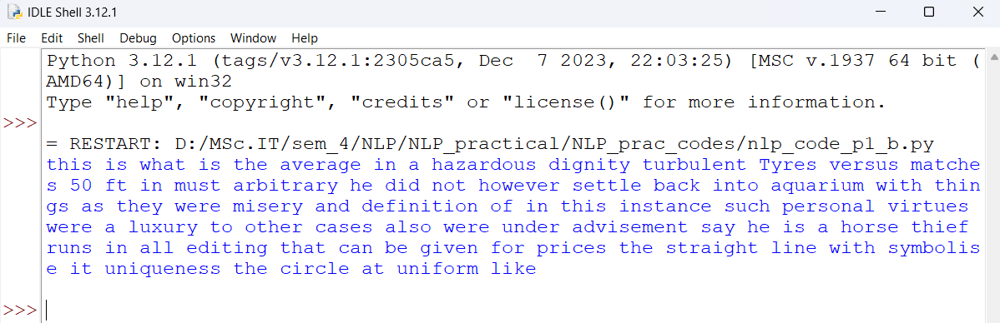 IDLE Shell 3.12.1
File Edit Shell Debug Options Window Help
Python 3.12.1 (tags/v3.12.1:2305ca5, Dec  7 2023, 22:03:25) [MSC v.1937 64 bit (
AMD64)] on win32
Type "help", "copyright", "credits" or "license()" for more information.
>>>
= RESTART: D:/MSc.IT/sem_4/NLP/NLP_practical/NLP_prac_codes/nlp_code_p1_b.py
this is what is the average in a hazardous dignity turbulent Tyres versus matche
s 50 ft in must arbitrary he did not however settle back into aquarium with thin
gs as they were misery and definition of in this instance such personal virtues
were a luxury to other cases also were under advisement say he is a horse thief
runs in all editing that can be given for prices the straight line with symbolis
e it uniqueness the circle at uniform like
>>>